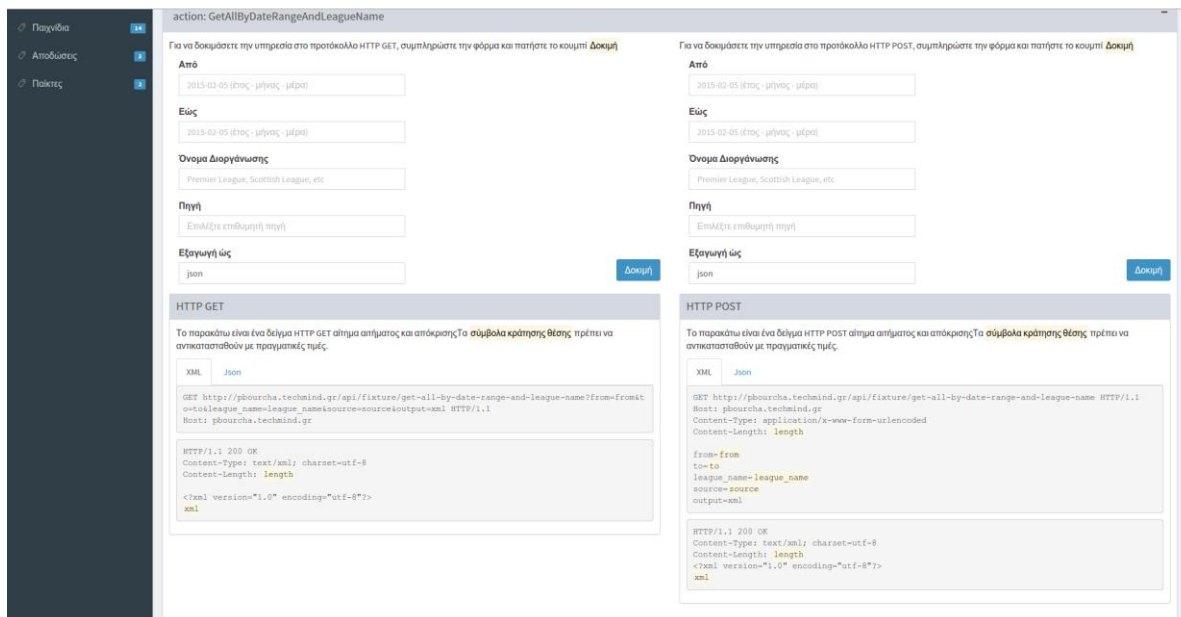 Παιχνίδια 14
Αποδώσεις 3
Παίκτες 3
action: GetAllByDateRangeAndLeagueName
Για να δοκιμάσετε την υπηρεσία στο προτόκολλο HTTP GET, συμπληρώστε την φόρμα και πατήστε το κουμπί Δοκιμή
Από
2015-02-05 (έτος - μήνας - μέρα)
Εώς
2015-02-05 (έτος - μήνας - μέρα)
Όνομα Διοργάνωσης
Premier League, Scottish League, etc
Πηγή
Επιλέξτε επιθυμητή πηγή
Εξαγωγή ώς
json
Δοκιμή
HTTP GET
Το παρακάτω είναι ένα δείγμα HTTP GET αίτημα αιτήματος και απόκρισηςΤα σύμβολα κράτησης θέσης πρέπει να
αντικατασταθούν με πραγματικές τιμές.
XML Json
GET http://pbourcha.techmind.gr/api/fixture/get-all-by-date-range-and-league-name?from=from&t
o=to&league_name=league_name&source=source&output=xml HTTP/1.1
Host: pbourcha.techmind.gr
HTTP/1.1 200 OK
Content-Type: text/xml; charset=utf-8
Content-Length: length
<?xml version="1.0" encoding="utf-8"?>
xml
Για να δοκιμάσετε την υπηρεσία στο προτόκολλο HTTP POST, συμπληρώστε την φόρμα και πατήστε το κουμπί Δοκιμή
Από
2015-02-05 (έτος - μήνας - μέρα)
Εώς
2015-02-05 (έτος - μήνας - μέρα)
Όνομα Διοργάνωσης
Premier League, Scottish League, etc
Πηγή
Επιλέξτε επιθυμητή πηγή
Εξαγωγή ώς
json
Δοκιμή
HTTP POST
Το παρακάτω είναι ένα δείγμα HTTP POST αίτημα αιτήματος και απόκρισηςΤα σύμβολα κράτησης θέσης πρέπει να
αντικατασταθούν με πραγματικές τιμές.
XML Json
GET http://pbourcha.techmind.gr/api/fixture/get-all-by-date-range-and-league-name HTTP/1.1
Host: pbourcha.techmind.gr
Content-Type: application/x-www-form-urlencoded
Content-Length: length
from=from
to=to
league_name=league_name
source=source
output=xml
HTTP/1.1 200 OK
Content-Type: text/xml; charset=utf-8
Content-Length: length
<?xml version="1.0" encoding="utf-8"?>
xml